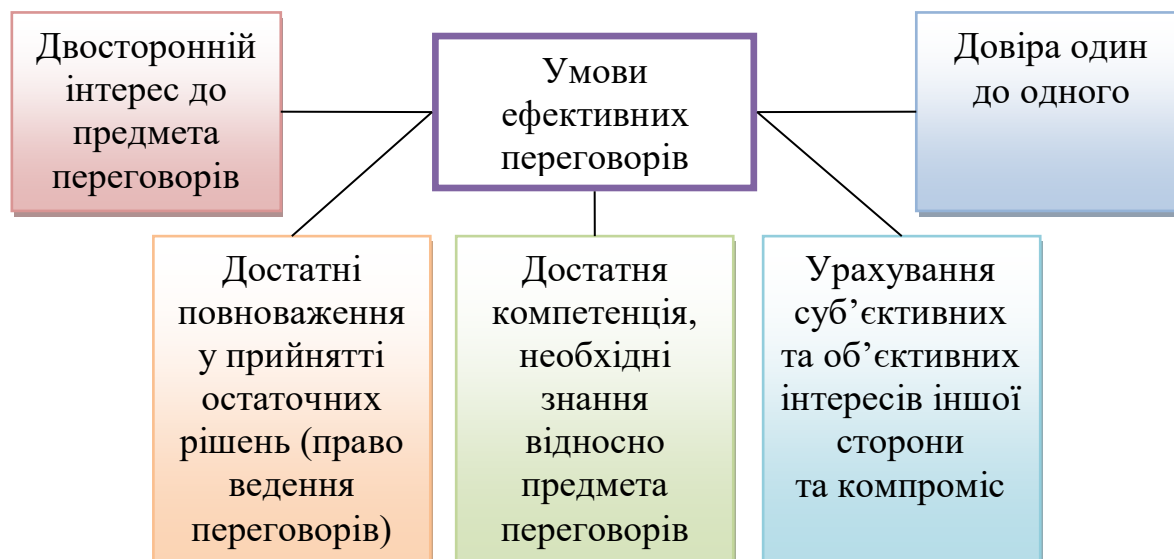 Двосторонній
інтерес до
предмета
переговорів
Умови
ефективних
переговорів
Довіра один
до одного
Достатні
повноваження
у прийнятті
остаточних
рішень (право
ведення
переговорів)
Достатня
компетенція,
необхідні
знання
відносно
предмета
переговорів
Урахування
суб’єктивних
та об’єктивних
інтересів іншої
сторони
та компроміс